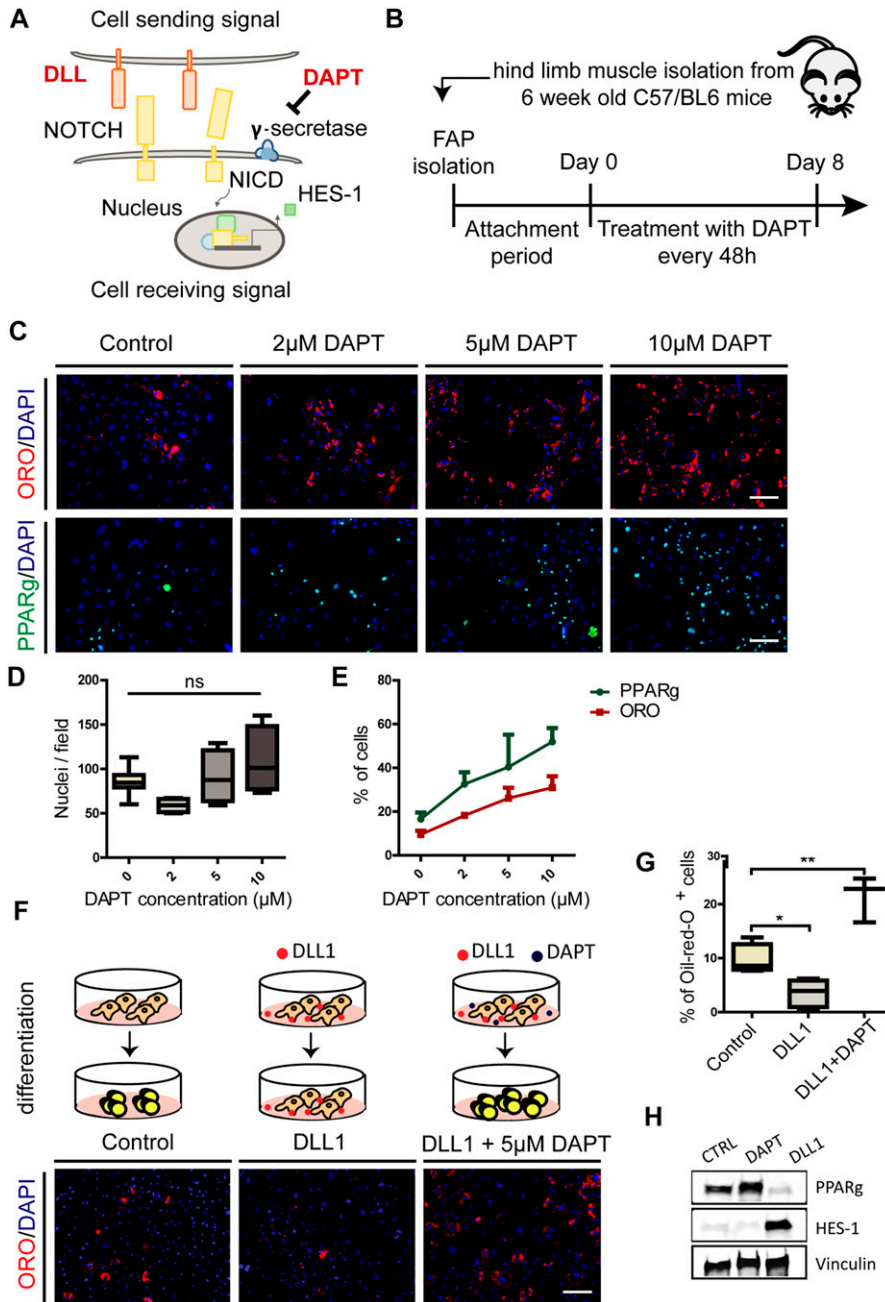 A
Cell sending signal
DLL
DAPT
NOTCH
γ-secretase
NICD
HES-1
Nucleus
Cell receiving signal
B
hind limb muscle isolation from
6 week old C57/BL6 mice
FAP
isolation
Day 0
Day 8
Attachment
period
Treatment with DAPT
every 48h
C
Control
2µM DAPT
5µM DAPT
10µM DAPT
ORO/DAPI
PPARg/DAPI
D
ns
Nuclei / field
200
150
100
50
0
0
2
5
10
DAPT concentration (µM)
E
% of cells
80
60
40
20
0
0
2
5
10
DAPT concentration (µM)
PPARg
ORO
F
differentiation
DLL1
DLL1 DAPT
Control
DLL1
DLL1 + 5µM DAPT
ORO/DAPI
G
% of Oil-red-O + cells
30
20
10
0
**
*
Control
DLL1
DLL1+DAPT
H
CTRL
DAPT
DLL1
PPARg
HES-1
Vinculin